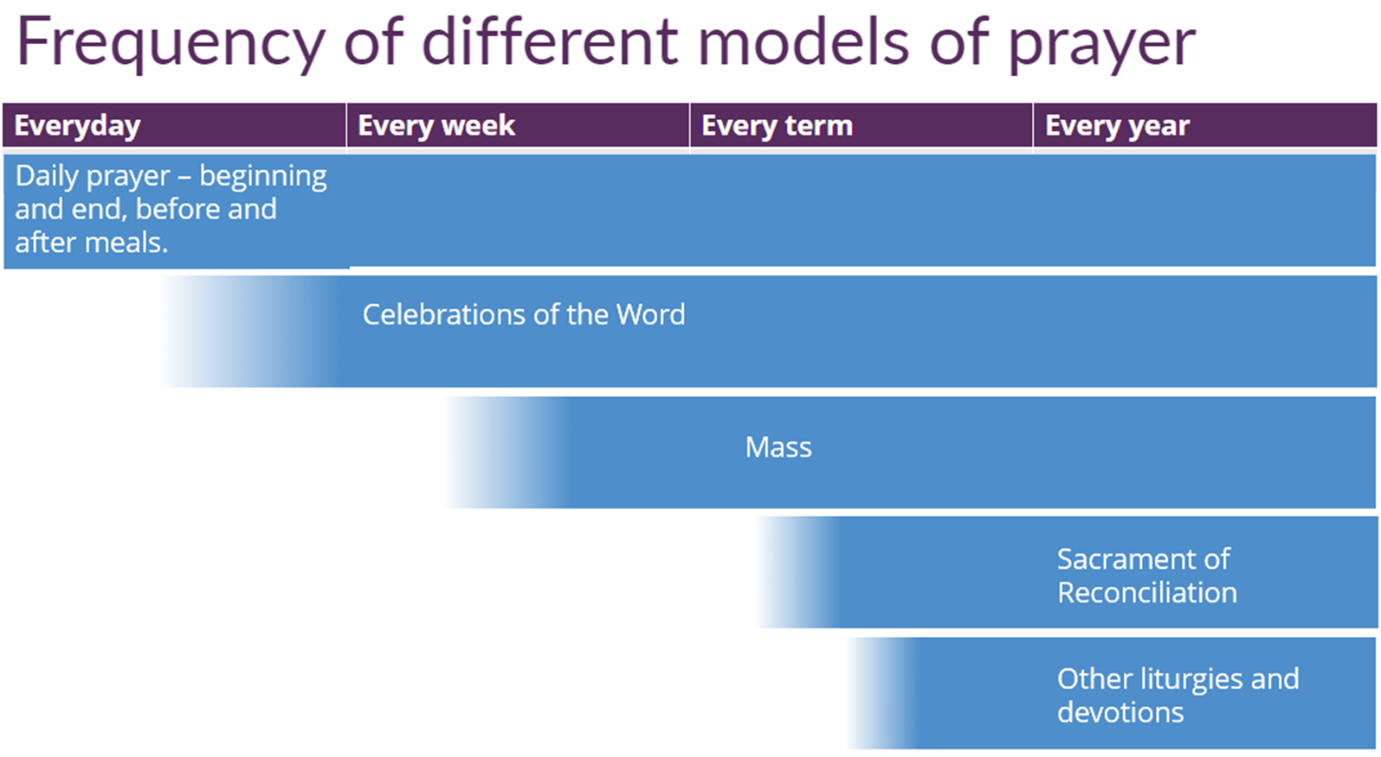 Frequency of different models of prayer
Everyday
Every week
Every term
Every year
Daily prayer – beginning
and end, before and
after meals.
Celebrations of the Word
Mass
Sacrament of
Reconciliation
Other liturgies and
devotions